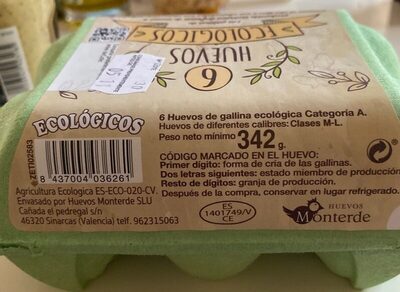 ECOLÓGICOS
HUEVOS
6
ECOLÓGICOS
6 Huevos de gallina ecológica Categoría A.
Huevos de diferentes calibres: Clases M-L.
Peso neto mínimo 342 g.
CÓDIGO MARCADO EN EL HUEVO:
Primer dígito: forma de cría de las gallinas.
Dos letras siguientes: estado miembro de producción
Resto de dígitos: granja de producción.
Después de la compra, conservar en lugar refrigerado.
8 437004 036261
Agricultura Ecologica ES-ECO-020-CV.
Envasado por Huevos Monterde SLU
Cañada el pedregal s/n
46320 Sinarcas (Valencia) telf. 962315063
ES
1401749/V
CE
HUEVOS
Monterde